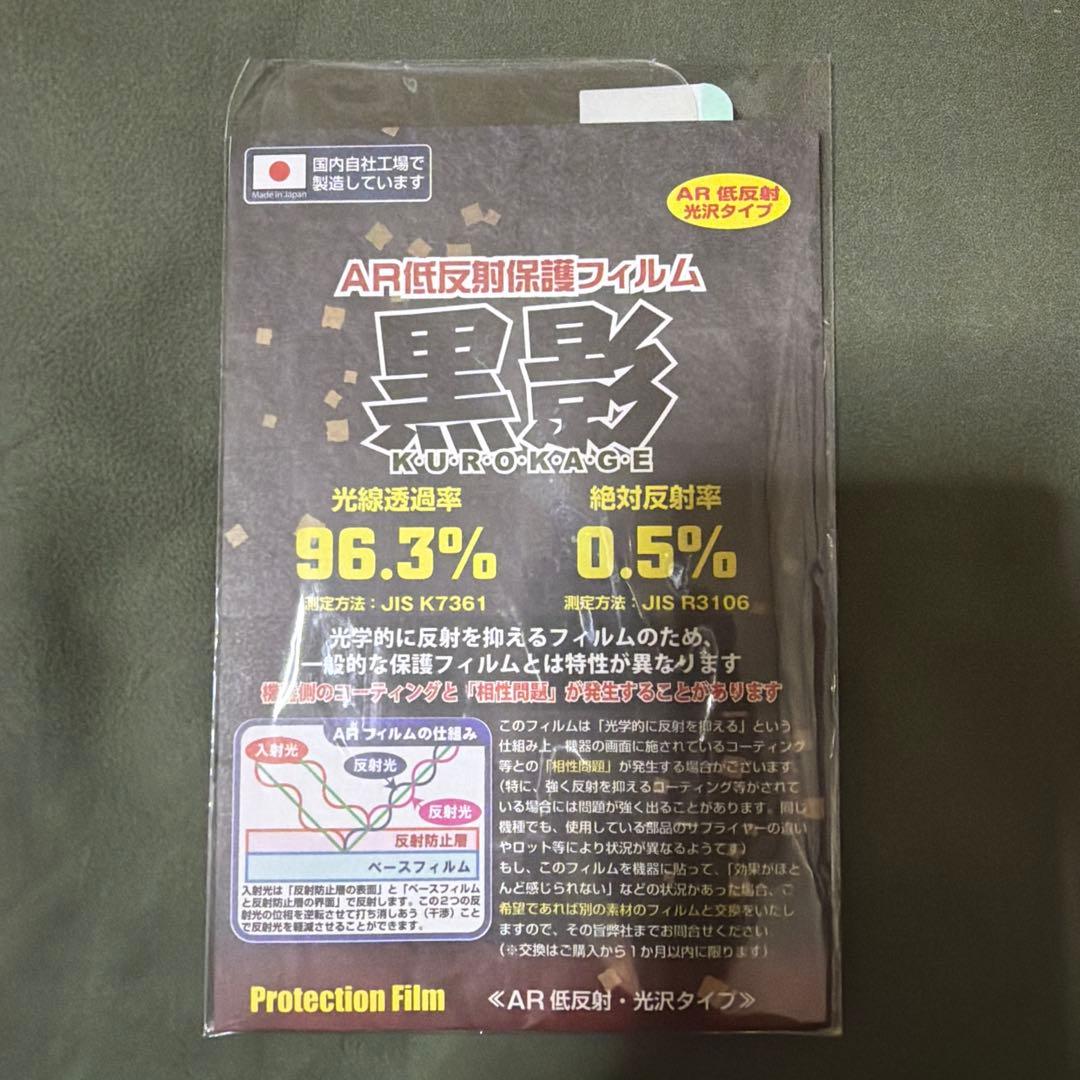 Made in Japan
国内自社工場で
製造しています
AR 低反射
光沢タイプ
AR低反射保護フィルム
黒影
K・U・R・O・K・A・G・E
光線透過率
96.3%
測定方法：JIS K7361
絶対反射率
0.5%
測定方法：JIS R3106
光学的に反射を抑えるフィルムのため、
一般的な保護フィルムとは特性が異なります
機器側のコーティングと「相性問題」が発生することがあります
ARフィルムの仕組み
入射光
反射光
反射光
反射防止層
ベースフィルム
入射光は「反射防止層の表面」と「ベースフィルム
と反射防止層の界面」で反射します。この2つの反
射光の位相を逆転させて打ち消しあう（干渉）こと
で反射光を軽減させることができます。
このフィルムは「光学的に反射を抑える」という
仕組み上、機器の画面に施されているコーティング
等との「相性問題」が発生する場合がございます
（特に、強く反射を抑えるコーティング等がされて
いる場合には問題が強く出ることがあります。同じ
機種でも、使用している部品のサプライヤーの違い
やロット等により状況が異なるようです）
もし、このフィルムを機器に貼って、「効果がほと
んど感じられない」などの状況があった場合、ご
希望であれば別の素材のフィルムと交換をいたし
ますので、その旨弊社までお問合せください
（※交換はご購入から1か月以内に限ります）
Protection Film
≪AR 低反射・光沢タイプ≫